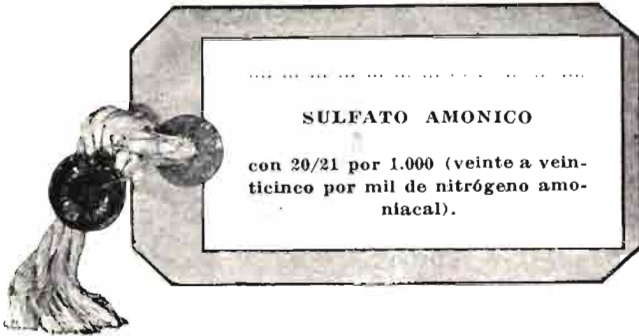 .... ... ... ... ... ... ... . . . .. .. ....
SULFATO AMONICO
con 20/21 por 1.000 (veinte a vein-
ticinco por mil de nitrógeno amo-
niacal).